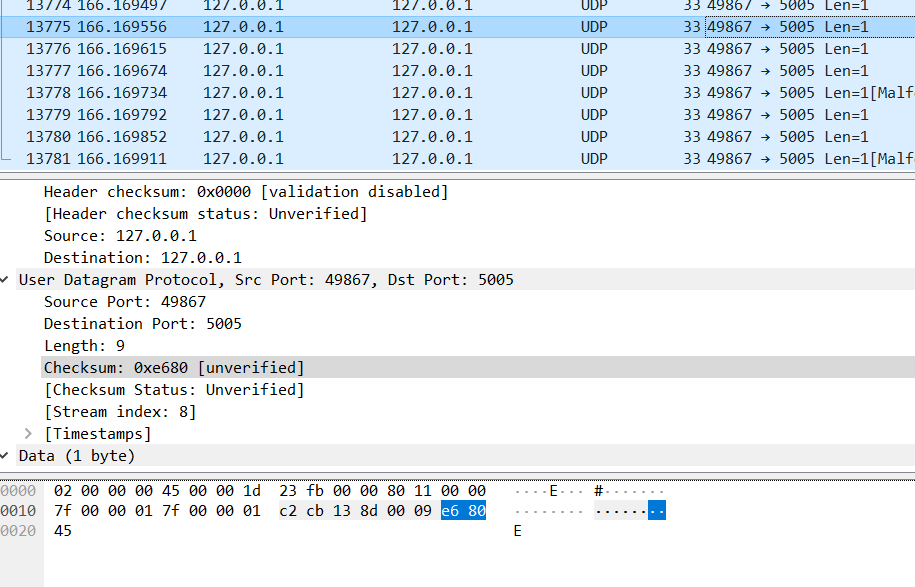 13774 166.169497 127.0.0.1 127.0.0.1 UDP 33 49867 → 5005 Len=1
13775 166.169556 127.0.0.1 127.0.0.1 UDP 33 49867 → 5005 Len=1
13776 166.169615 127.0.0.1 127.0.0.1 UDP 33 49867 → 5005 Len=1
13777 166.169674 127.0.0.1 127.0.0.1 UDP 33 49867 → 5005 Len=1
13778 166.169734 127.0.0.1 127.0.0.1 UDP 33 49867 → 5005 Len=1[Malfo
13779 166.169792 127.0.0.1 127.0.0.1 UDP 33 49867 → 5005 Len=1
13780 166.169852 127.0.0.1 127.0.0.1 UDP 33 49867 → 5005 Len=1
13781 166.169911 127.0.0.1 127.0.0.1 UDP 33 49867 → 5005 Len=1[Malfo
Header checksum: 0x0000 [validation disabled]
[Header checksum status: Unverified]
Source: 127.0.0.1
Destination: 127.0.0.1
User Datagram Protocol, Src Port: 49867, Dst Port: 5005
Source Port: 49867
Destination Port: 5005
Length: 9
Checksum: 0xe680 [unverified]
[Checksum Status: Unverified]
[Stream index: 8]
[Timestamps]
Data (1 byte)
0000 02 00 00 00 45 00 00 1d 23 fb 00 00 80 11 00 00 ····E··· #·······
0010 7f 00 00 01 7f 00 00 01 c2 cb 13 8d 00 09 e6 80 ········ ········
0020 45 E